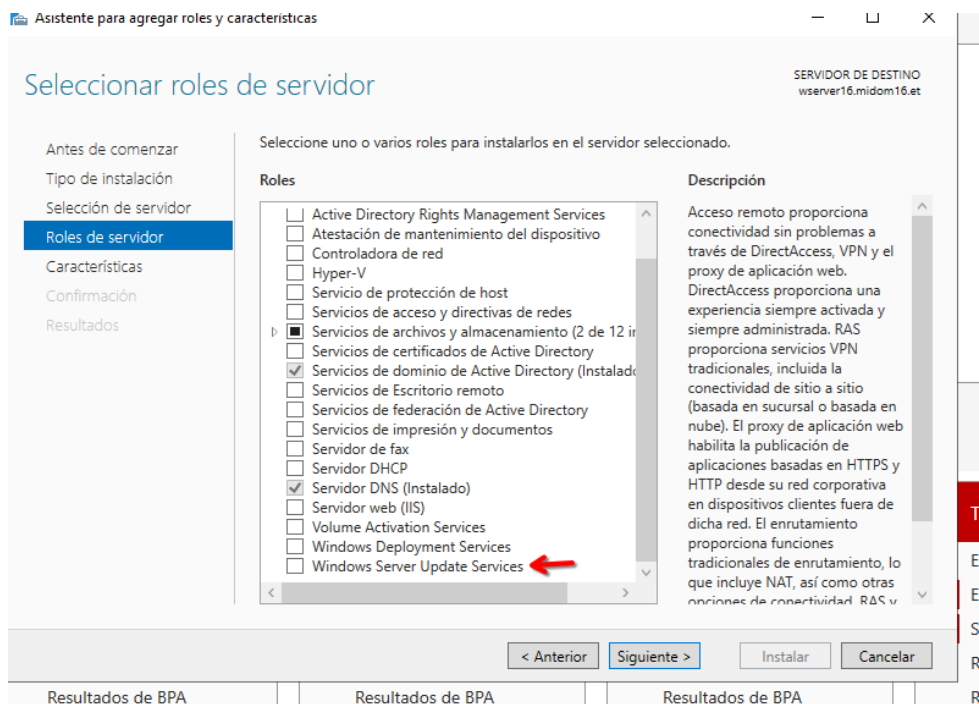 Asistente para agregar roles y características
Seleccionar roles de servidor
SERVIDOR DE DESTINO
wserver16.midom16.et
Antes de comenzar
Tipo de instalación
Selección de servidor
Roles de servidor
Características
Confirmación
Resultados
Seleccione uno o varios roles para instalarlos en el servidor seleccionado.
Roles
Active Directory Rights Management Services
Atestación de mantenimiento del dispositivo
Controladora de red
Hyper-V
Servicio de protección de host
Servicios de acceso y directivas de redes
Servicios de archivos y almacenamiento (2 de 12 in
Servicios de certificados de Active Directory
Servicios de dominio de Active Directory (Instalado
Servicios de Escritorio remoto
Servicios de federación de Active Directory
Servicios de impresión y documentos
Servidor de fax
Servidor DHCP
Servidor DNS (Instalado)
Servidor web (IIS)
Volume Activation Services
Windows Deployment Services
Windows Server Update Services
Descripción
Acceso remoto proporciona
conectividad sin problemas a
través de DirectAccess, VPN y el
proxy de aplicación web.
DirectAccess proporciona una
experiencia siempre activada y
siempre administrada. RAS
proporciona servicios VPN
tradicionales, incluida la
conectividad de sitio a sitio
(basada en sucursal o basada en
nube). El proxy de aplicación web
habilita la publicación de
aplicaciones basadas en HTTPS y
HTTP desde su red corporativa
en dispositivos clientes fuera de
dicha red. El enrutamiento
proporciona funciones
tradicionales de enrutamiento, lo
que incluye NAT, así como otras
opciones de conectividad. RAS y
< Anterior
Siguiente >
Instalar
Cancelar
T
E
E
S
R
Resultados de BPA
Resultados de BPA
Resultados de BPA
R